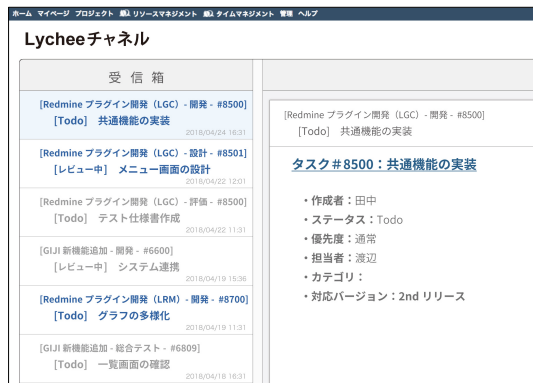 ホーム マイページ プロジェクト リソースマネジメント タイムマネジメント 管理 ヘルプ
Lycheeチャネル
受信箱
[Redmine プラグイン開発（LGC）- 開発 - #8500]
[Todo] 共通機能の実装
2018/04/24 16:31
[Redmine プラグイン開発（LGC）- 設計 - #8501]
[レビュー中] メニュー画面の設計
2018/04/22 12:01
[Redmine プラグイン開発（LGC）- 評価 - #8500]
[Todo] テスト仕様書作成
2018/04/22 11:31
[GIJI 新機能追加 - 開発 - #6600]
[レビュー中] システム連携
2018/04/19 15:36
[Redmine プラグイン開発（LRM）- 開発 - #8700]
[Todo] グラフの多様化
2018/04/19 11:31
[GIJI 新機能追加 - 総合テスト - #6809]
[Todo] 一覧画面の確認
2018/04/18 16:31
[Redmine プラグイン開発（LGC）- 開発 - #8500]
[Todo] 共通機能の実装
タスク＃8500：共通機能の実装
・作成者：田中
・ステータス：Todo
・優先度：通常
・担当者：渡辺
・カテゴリ：
・対応バージョン：2nd リリース